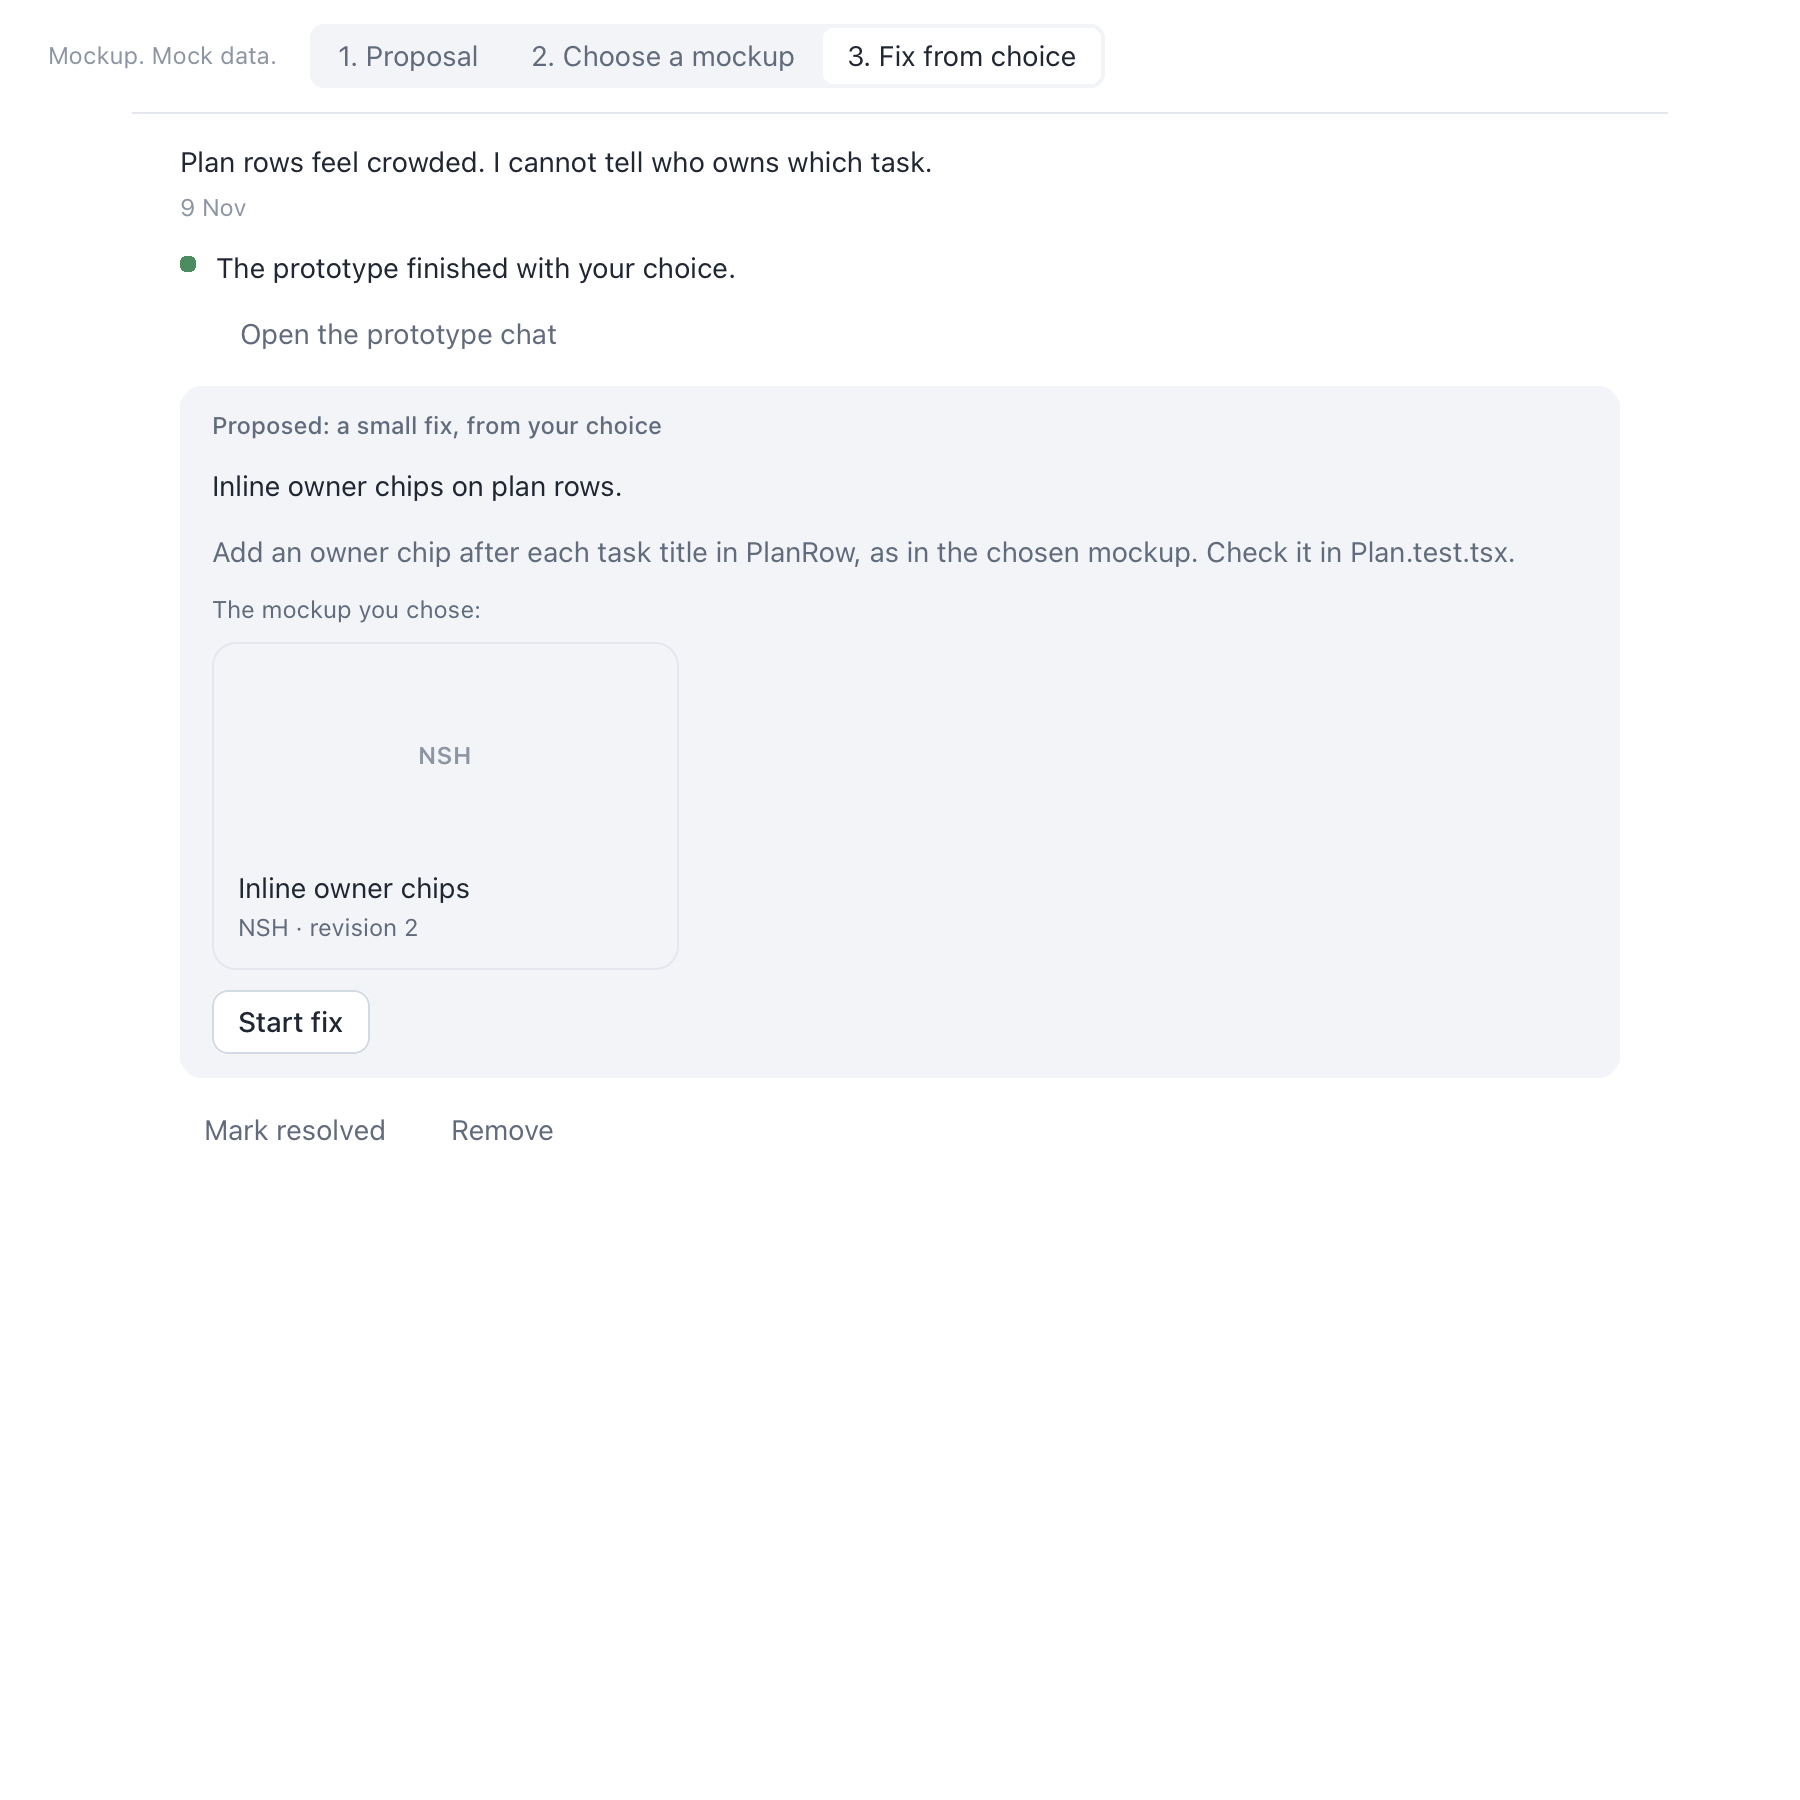 Mockup. Mock data.
1. Proposal
2. Choose a mockup
3. Fix from choice
Plan rows feel crowded. I cannot tell who owns which task.
9 Nov
The prototype finished with your choice.
Open the prototype chat
Proposed: a small fix, from your choice
Inline owner chips on plan rows.
Add an owner chip after each task title in PlanRow, as in the chosen mockup. Check it in Plan.test.tsx.
The mockup you chose:
NSH
Inline owner chips
NSH · revision 2
Start fix
Mark resolved
Remove